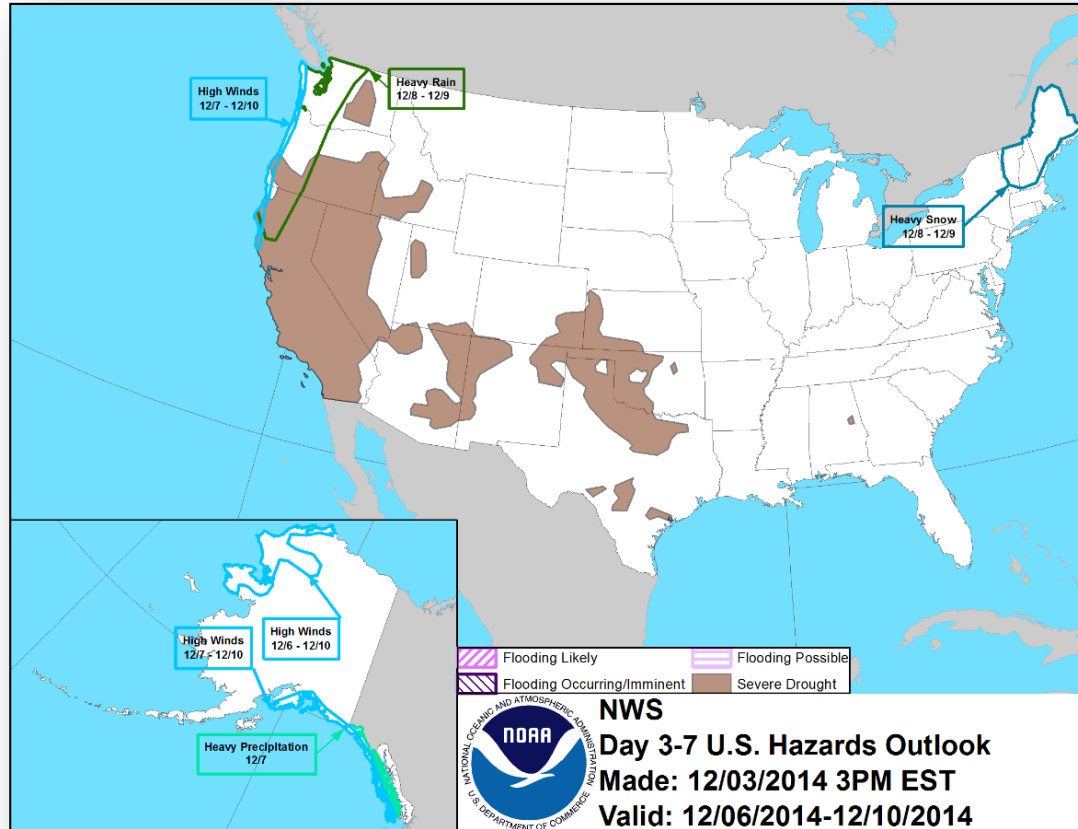 High Winds
12/7 - 12/10
Heavy Rain
12/8 - 12/9
Heavy Snow
12/8 - 12/9
High Winds
12/7 - 12/10
High Winds
12/6 - 12/10
Heavy Precipitation
12/7
Flooding Likely
Flooding Possible
Flooding Occurring/Imminent
Severe Drought
NATIONAL OCEANIC AND ATMOSPHERIC ADMINISTRATION
NOAA
U.S. DEPARTMENT OF COMMERCE
NWS
Day 3-7 U.S. Hazards Outlook
Made: 12/03/2014 3PM EST
Valid: 12/06/2014-12/10/2014